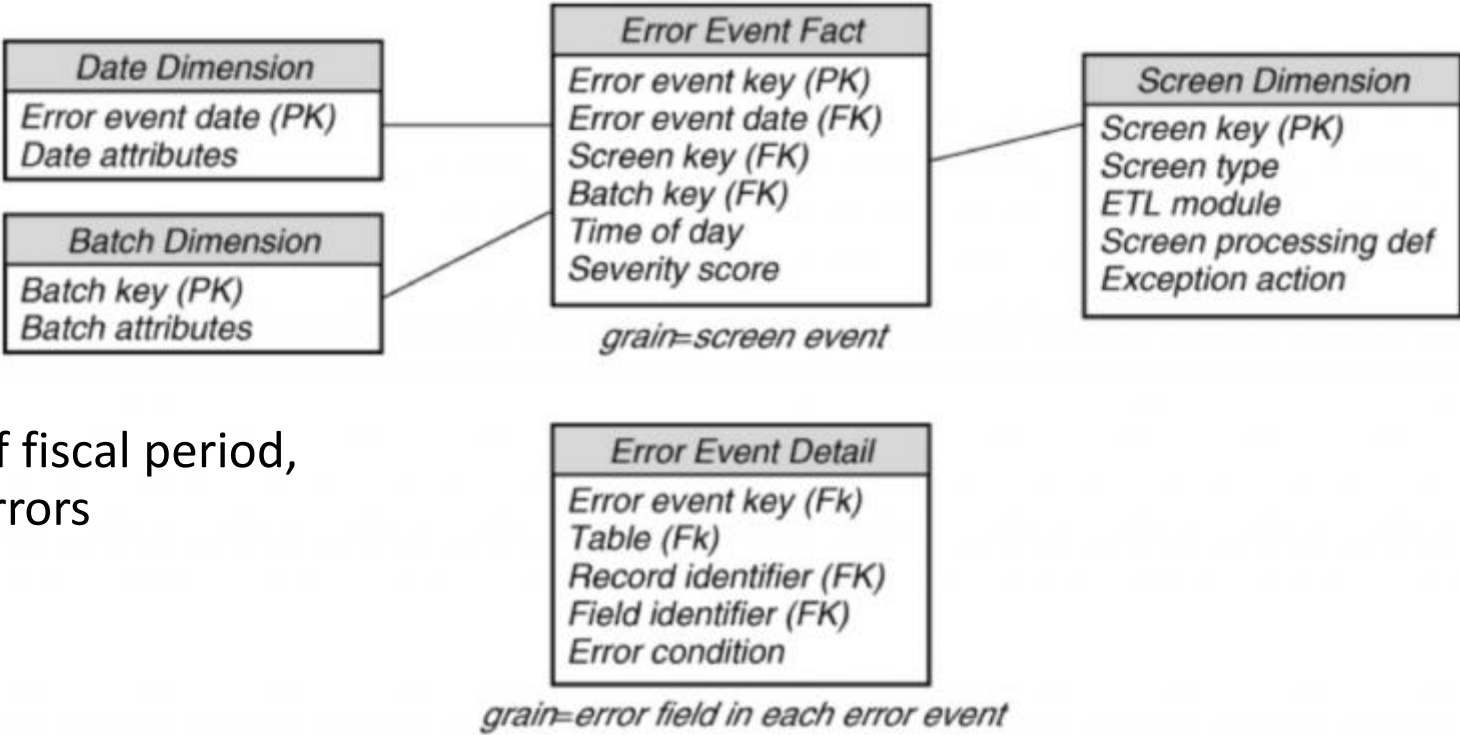 Date Dimension
Error event date (PK)
Date attributes
Batch Dimension
Batch key (PK)
Batch attributes
Error Event Fact
Error event key (PK)
Error event date (FK)
Screen key (FK)
Batch key (FK)
Time of day
Severity score
grain=screen event
Screen Dimension
Screen key (PK)
Screen type
ETL module
Screen processing def
Exception action
fiscal period,
Error Event Detail
Error event key (Fk)
Table (Fk)
Record identifier (FK)
Field identifier (FK)
Error condition
grain=error field in each error event